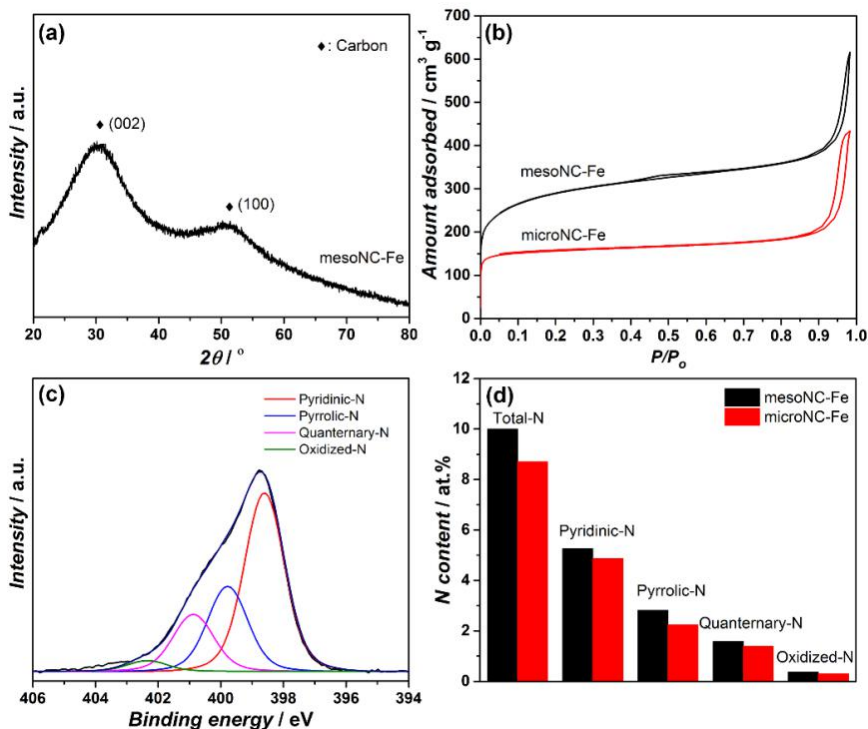 (a)
♦: Carbon
♦ (002)
♦ (100)
mesoNC-Fe
Intensity / a.u.
20 30 40 50 60 70 80
2θ / °
(b)
700
600
500
400
300
200
100
0
mesoNC-Fe
microNC-Fe
Amount adsorbed / cm³ g⁻¹
0.0 0.1 0.2 0.3 0.4 0.5 0.6 0.7 0.8 0.9 1.0
P/Pₒ
(c)
Pyridinic-N
Pyrrolic-N
Quanternary-N
Oxidized-N
Intensity / a.u.
406 404 402 400 398 396 394
Binding energy / eV
(d)
mesoNC-Fe
microNC-Fe
12
10
8
6
4
2
0
Total-N
Pyridinic-N
Pyrrolic-N
Quanternary-N
Oxidized-N
N content / at.%